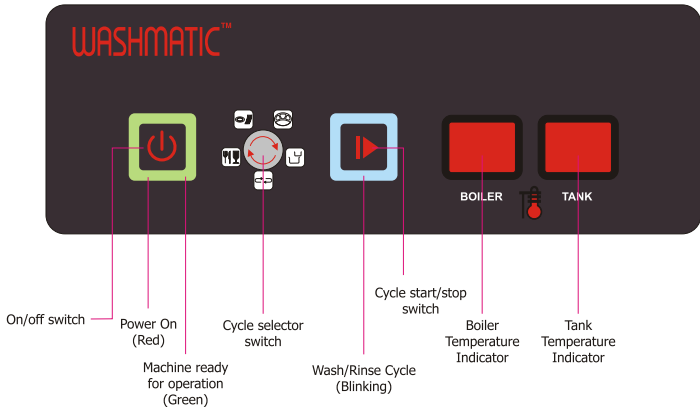 WASHMATIC™
BOILER
TANK
On/off switch
Power On
(Red)
Machine ready
for operation
(Green)
Cycle selector
switch
Wash/Rinse Cycle
(Blinking)
Cycle start/stop
switch
Boiler
Temperature
Indicator
Tank
Temperature
Indicator